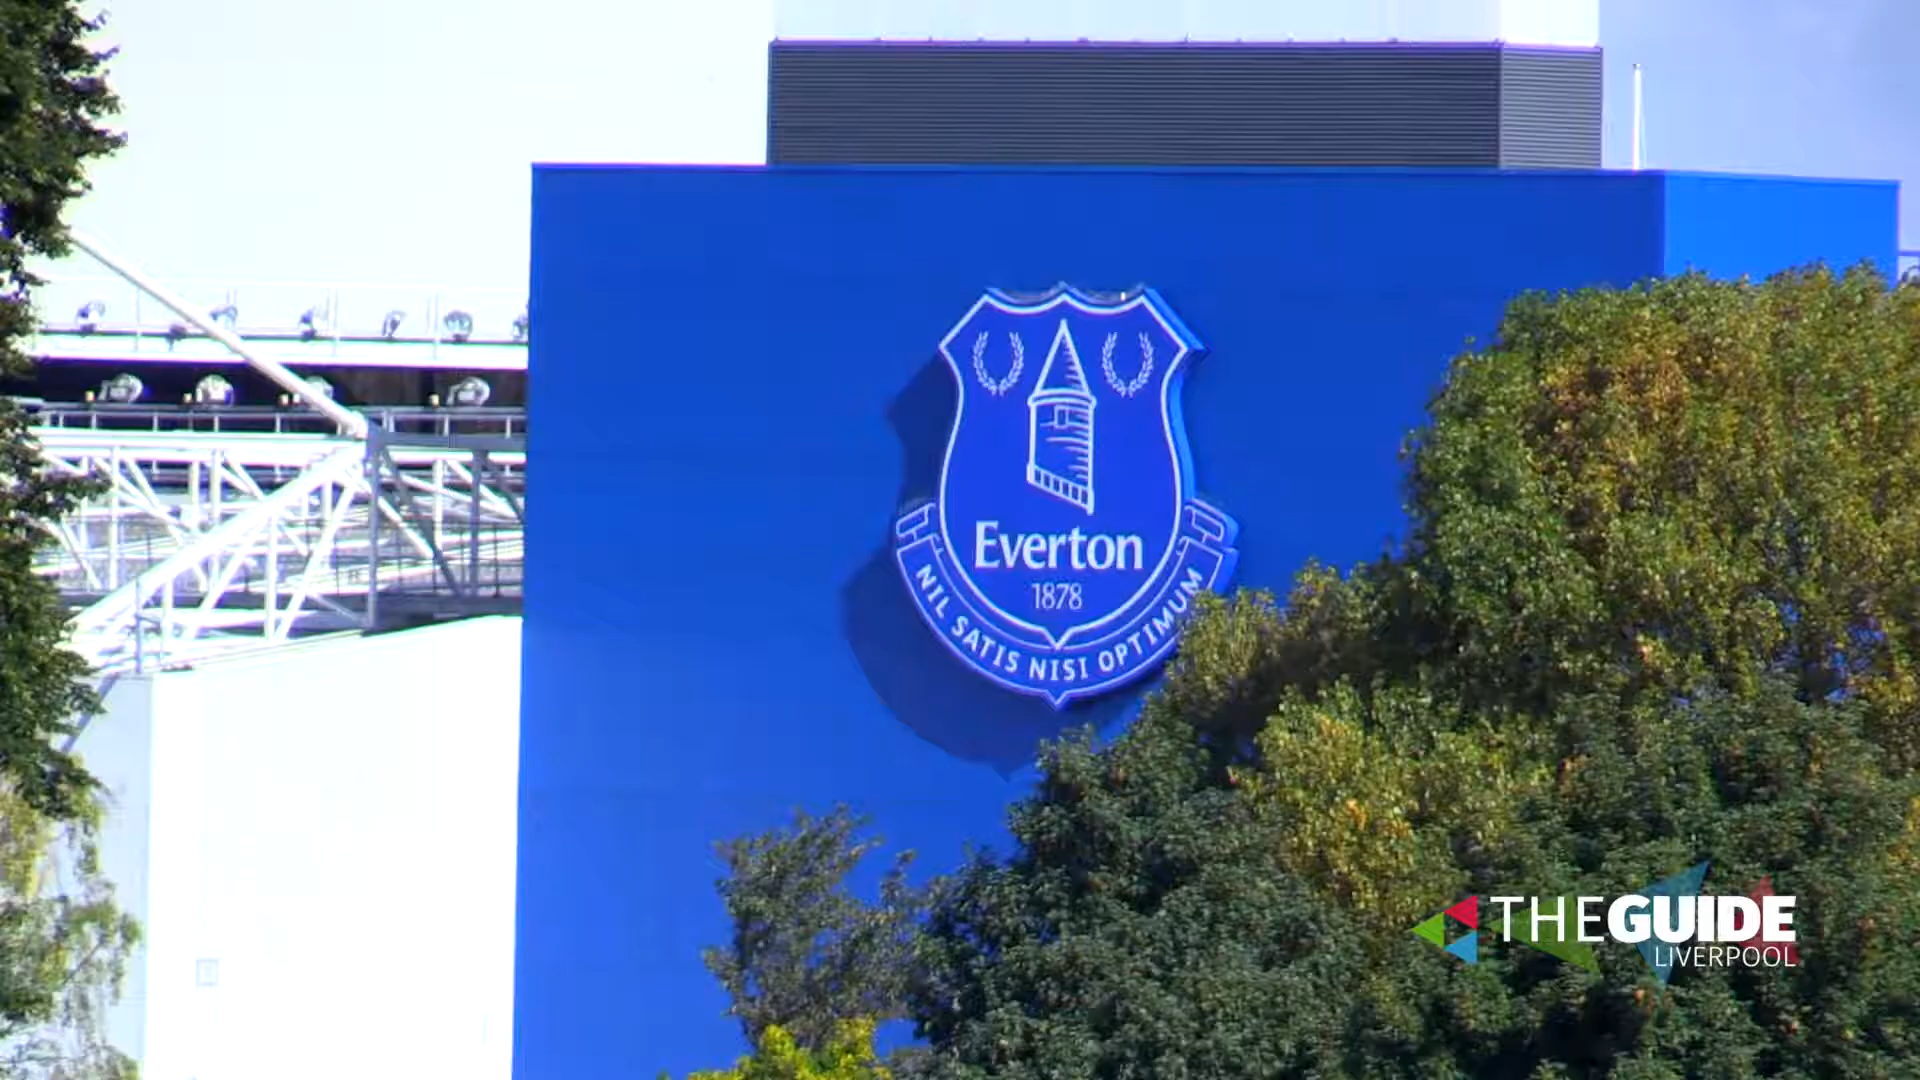 Everton
1878
NIL SATIS NISI OPTIMUM
THEGUIDE
LIVERPOOL